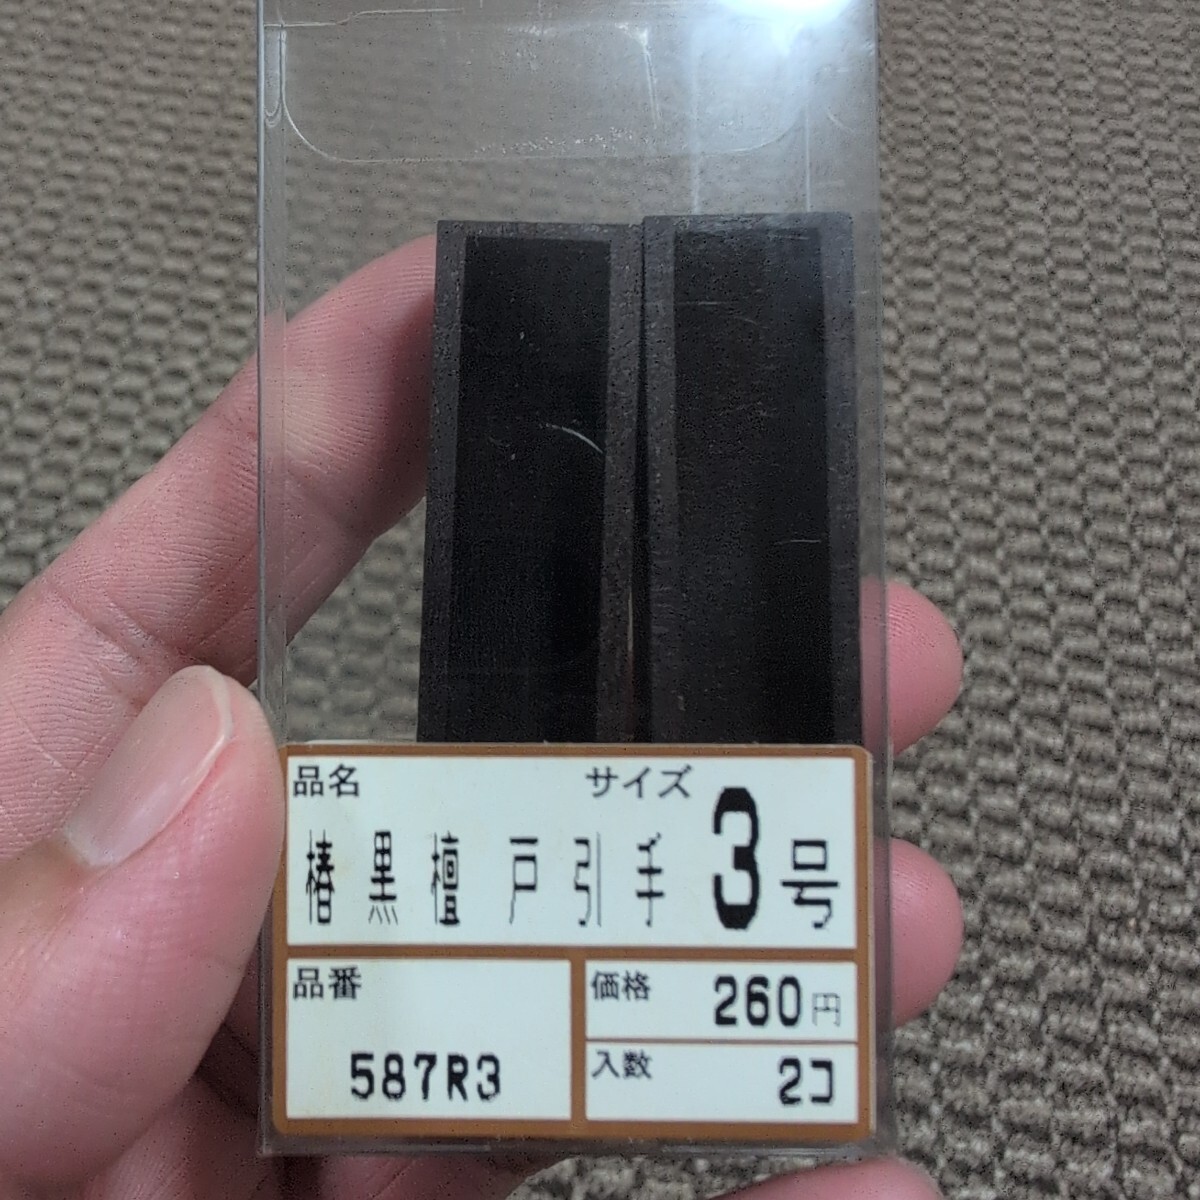 品名 サイズ
椿黒檀 戸引手 3号
品番
587R3
価格 260円
入数 2コ